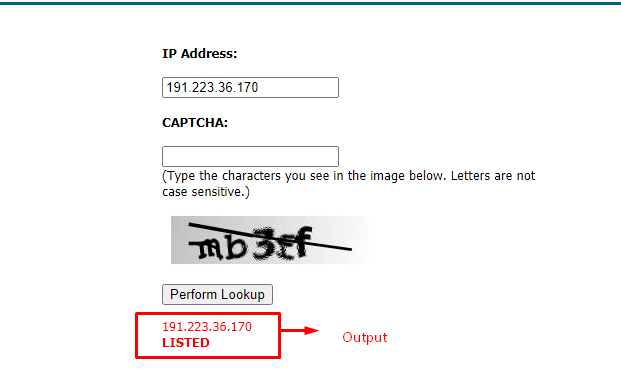 IP Address:
191.223.36.170
CAPTCHA:
(Type the characters you see in the image below. Letters are not
case sensitive.)
Perform Lookup
191.223.36.170
LISTED
Output